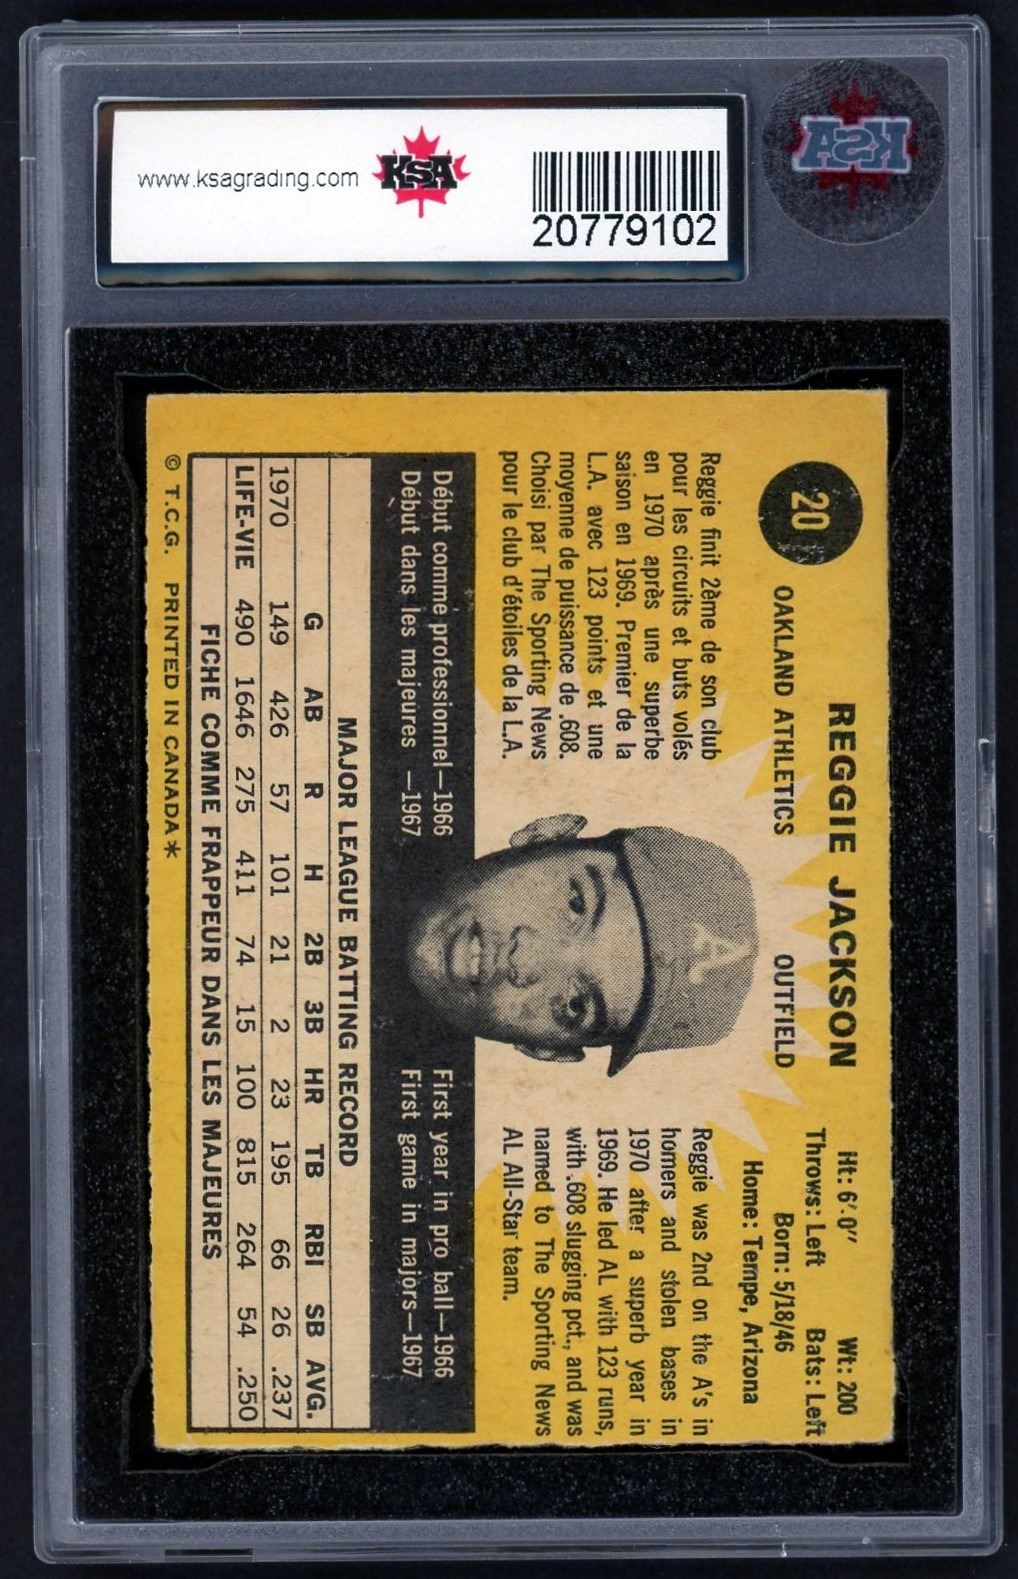 www.ksagrading.com
KSA
20779102
KSA
20
REGGIE JACKSON
OAKLAND ATHLETICS OUTFIELD
Ht: 6'0" Wt: 200
Throws: Left Bats: Left
Born: 5/18/46
Home: Tempe, Arizona
Reggie finit 2ème de son club
pour les circuits et buts volés
en 1970 après une superbe
saison en 1969. Premier de la
L.A. avec 123 points et une
moyenne de puissance de .608.
Choisi par The Sporting News
pour le club d'étoiles de la L.A.
A
Reggie was 2nd on the A's in
homers and stolen bases in
1970 after a superb year in
1969. He led AL with 123 runs,
with .608 slugging pct., and was
named to The Sporting News
AL All-Star team.
Début comme professionnel—1966
Début dans les majeures —1967
First year in pro ball—1966
First game in majors—1967
MAJOR LEAGUE BATTING RECORD
G AB R H 2B 3B HR TB RBI SB AVG.
1970 149 426 57 101 21 2 23 195 66 26 .237
LIFE-VIE 490 1646 275 411 74 15 100 815 264 54 .250
FICHE COMME FRAPPEUR DANS LES MAJEURES
© T.C.G. PRINTED IN CANADA *